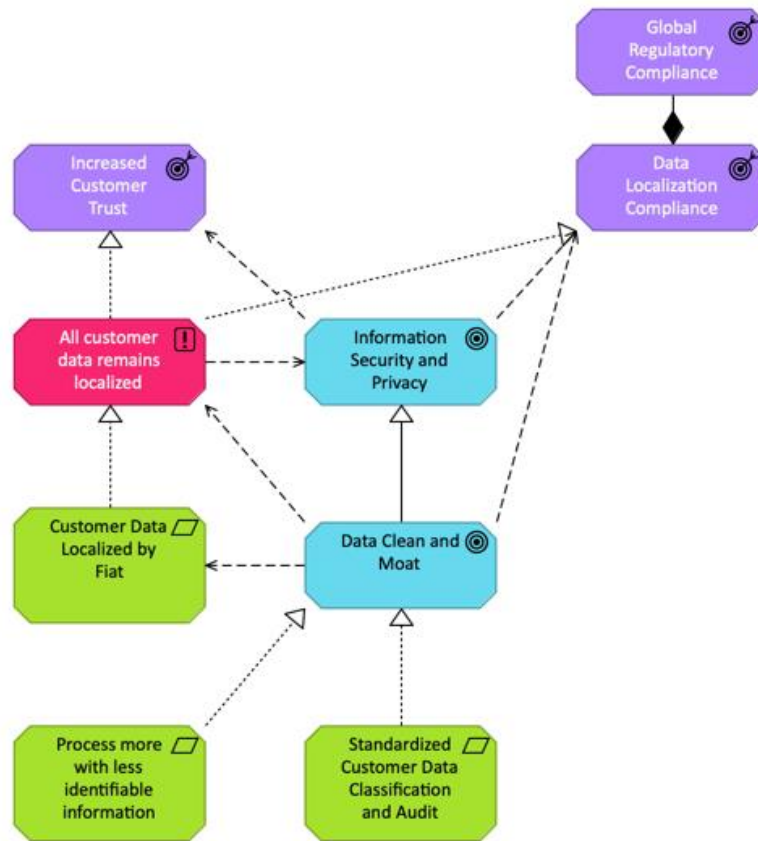 Global
Regulatory
Compliance
Increased
Customer
Trust
Data
Localization
Compliance
All customer
data remains
localized
Information
Security and
Privacy
Customer Data
Localized by
Fiat
Data Clean and
Moat
Process more
with less
identifiable
information
Standardized
Customer Data
Classification
and Audit